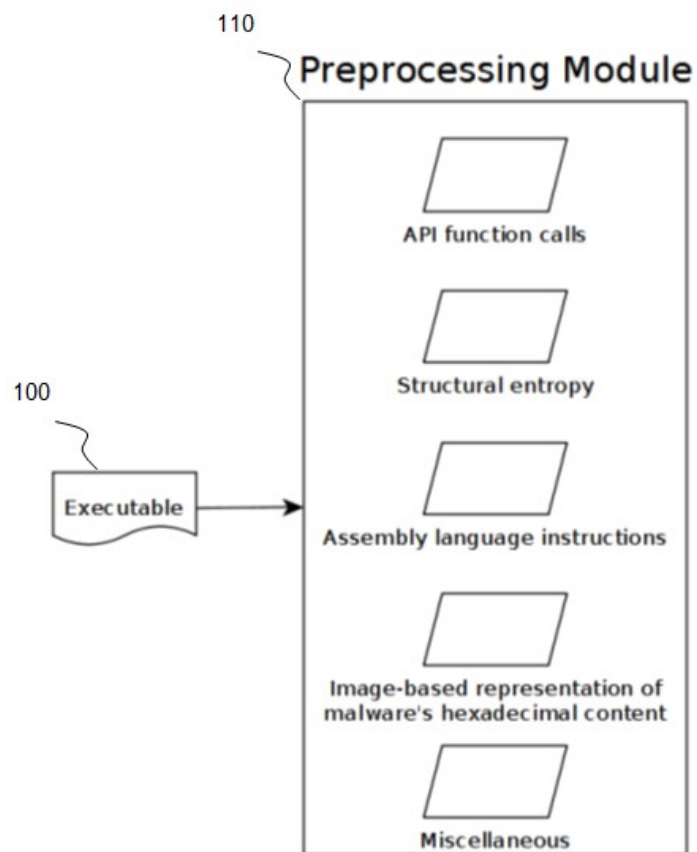 110
Preprocessing Module
API function calls
Structural entropy
100
Executable
Assembly language instructions
Image-based representation of
malware's hexadecimal content
Miscellaneous